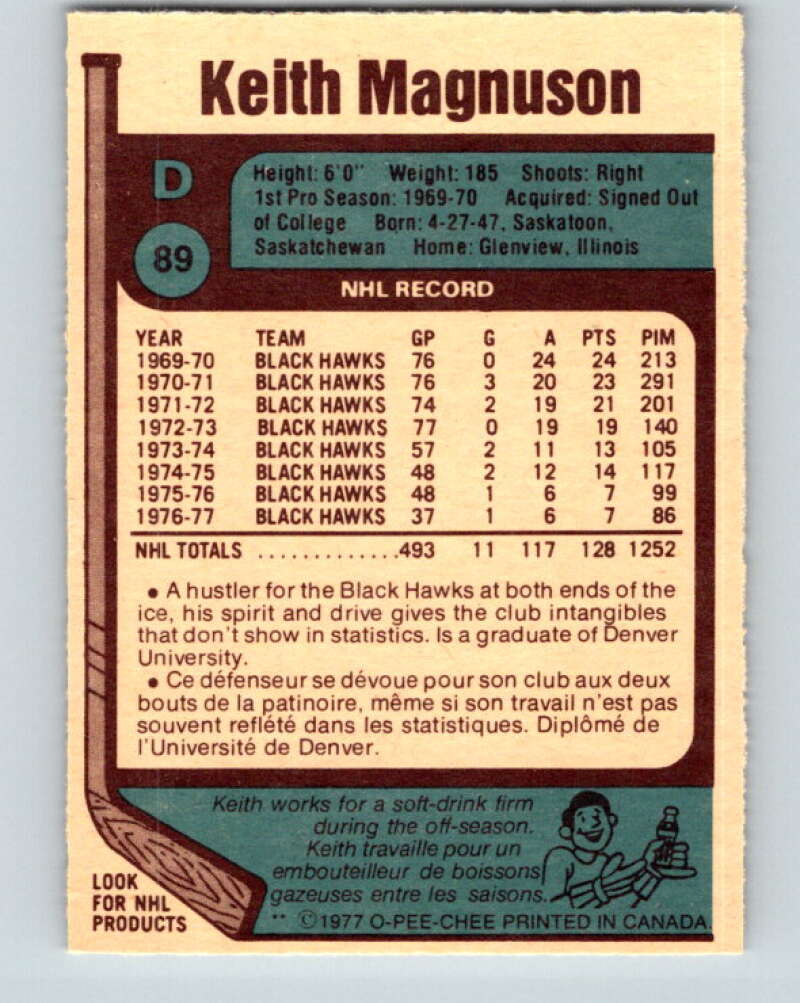 Keith Magnuson
D
Height: 6'0" Weight: 185 Shoots: Right
1st Pro Season: 1969-70 Acquired: Signed Out
of College Born: 4-27-47, Saskatoon,
Saskatchewan Home: Glenview, Illinois
89
NHL RECORD
YEAR TEAM GP G A PTS PIM
1969-70 BLACK HAWKS 76 0 24 24 213
1970-71 BLACK HAWKS 76 3 20 23 291
1971-72 BLACK HAWKS 74 2 19 21 201
1972-73 BLACK HAWKS 77 0 19 19 140
1973-74 BLACK HAWKS 57 2 11 13 105
1974-75 BLACK HAWKS 48 2 12 14 117
1975-76 BLACK HAWKS 48 1 6 7 99
1976-77 BLACK HAWKS 37 1 6 7 86
NHL TOTALS .............493 11 117 128 1252
• A hustler for the Black Hawks at both ends of the
ice, his spirit and drive gives the club intangibles
that don't show in statistics. Is a graduate of Denver
University.
• Ce défenseur se dévoue pour son club aux deux
bouts de la patinoire, même si son travail n'est pas
souvent reflété dans les statistiques. Diplômé de
l'Université de Denver.
Keith works for a soft-drink firm
during the off-season.
Keith travaille pour un
embouteilleur de boissons
gazeuses entre les saisons.
LOOK
FOR NHL
PRODUCTS
** ©1977 O-PEE-CHEE PRINTED IN CANADA.